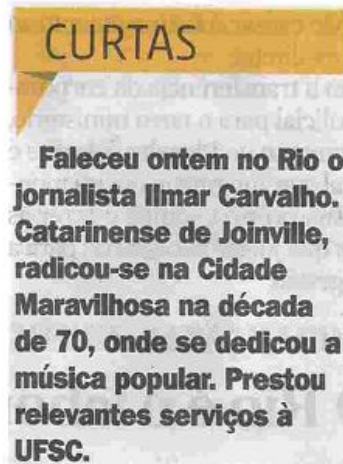 CURTAS
Faleceu ontem no Rio o
jornalista Ilmar Carvalho.
Catarinense de Joinville,
radicou-se na Cidade
Maravilhosa na década
de 70, onde se dedicou a
música popular. Prestou
relevantes serviços à
UFSC.